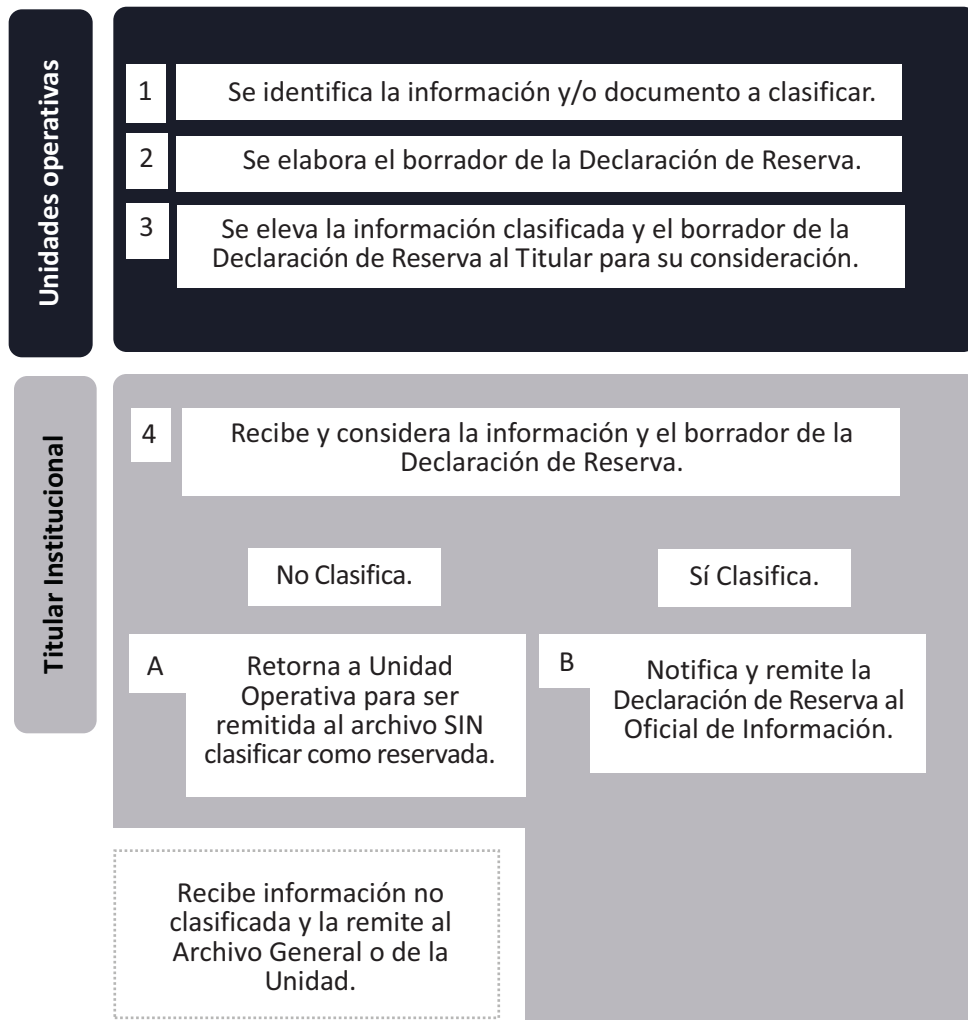 Unidades operativas
1
Se identifica la información y/o documento a clasificar.
2
Se elabora el borrador de la Declaración de Reserva.
3
Se eleva la información clasificada y el borrador de la
Declaración de Reserva al Titular para su consideración.
Titular Institucional
4
Recibe y considera la información y el borrador de la
Declaración de Reserva.
No Clasifica.
Sí Clasifica.
A
Retorna a Unidad
Operativa para ser
remitida al archivo SIN
clasificar como reservada.
B
Notifica y remite la
Declaración de Reserva al
Oficial de Información.
Recibe información no
clasificada y la remite al
Archivo General o de la
Unidad.